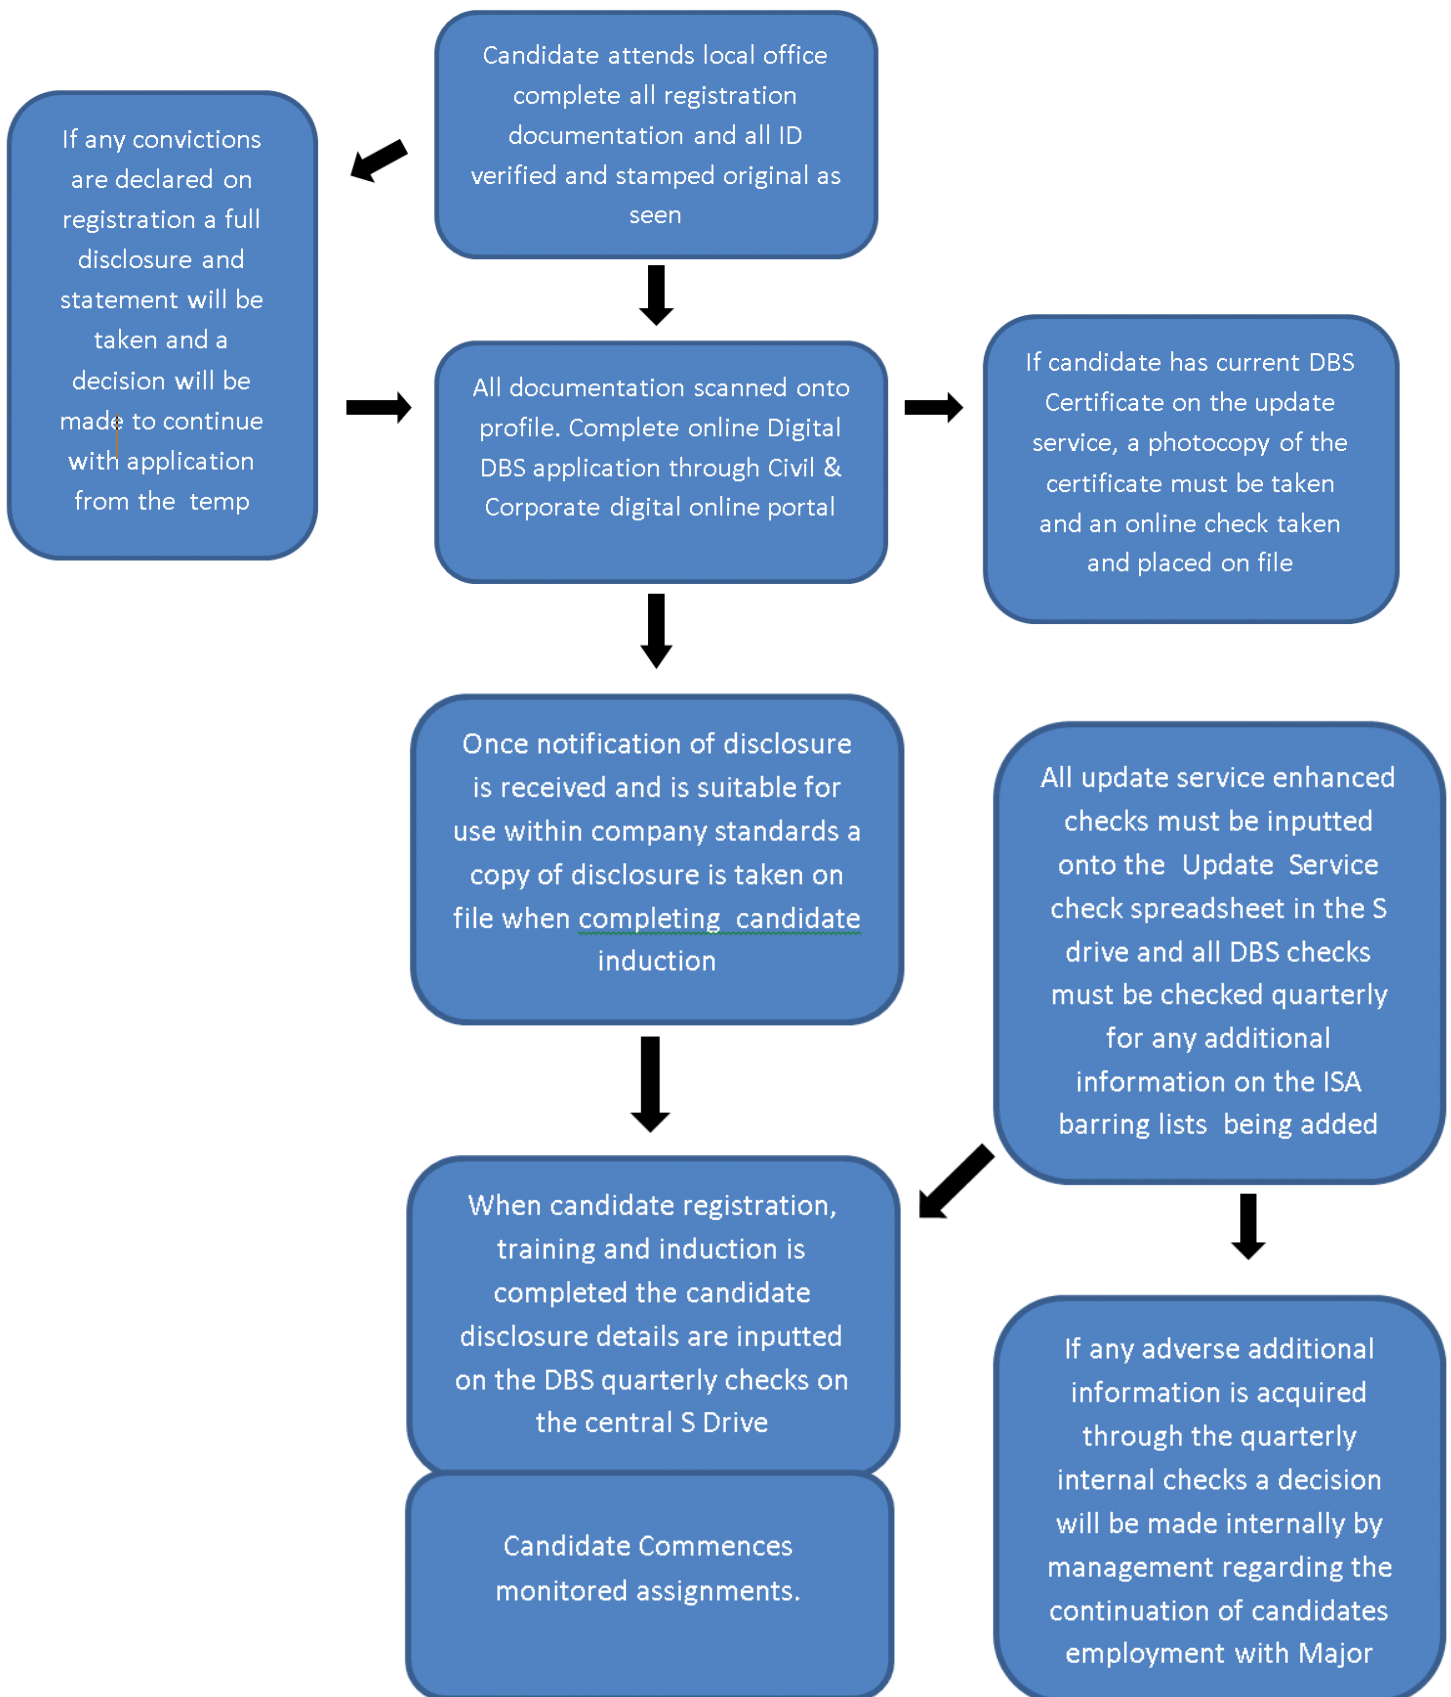 Candidate attends local office
complete all registration
documentation and all ID
verified and stamped original as
seen
If any convictions
are declared on
registration a full
disclosure and
statement will be
taken and a
decision will be
made to continue
with application
from the temp
All documentation scanned onto
profile. Complete online Digital
DBS application through Civil &
Corporate digital online portal
If candidate has current DBS
Certificate on the update
service, a photocopy of the
certificate must be taken
and an online check taken
and placed on file
Once notification of disclosure
is received and is suitable for
use within company standards a
copy of disclosure is taken on
file when completing candidate
induction
All update service enhanced
checks must be inputted
onto the Update Service
check spreadsheet in the S
drive and all DBS checks
must be checked quarterly
for any additional
information on the ISA
barring lists being added
When candidate registration,
training and induction is
completed the candidate
disclosure details are inputted
on the DBS quarterly checks on
the central S Drive
If any adverse additional
information is acquired
through the quarterly
internal checks a decision
will be made internally by
management regarding the
continuation of candidates
employment with Major
Candidate Commences
monitored assignments.